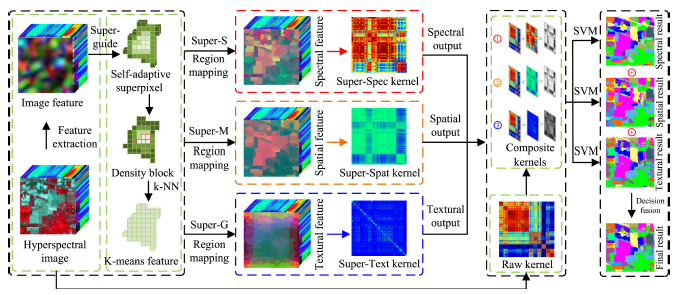 Super-
guide
Image feature
Self-adaptive
superpixel
Feature
extraction
Density block
k-NN
Hyperspectral
image
K-means feature
Super-S
Region
mapping
Spectral feature
Super-Spec kernel
Spectral
output
Super-M
Region
mapping
Spatial feature
Super-Spat kernel
Spatial
output
Super-G
Region
mapping
Textural feature
Super-Text kernel
Textural
output
1
2
3
Composite
kernels
Raw kernel
SVM
SVM
SVM
Spectral result
Spatial result
Textural result
Decision
fusion
Final result